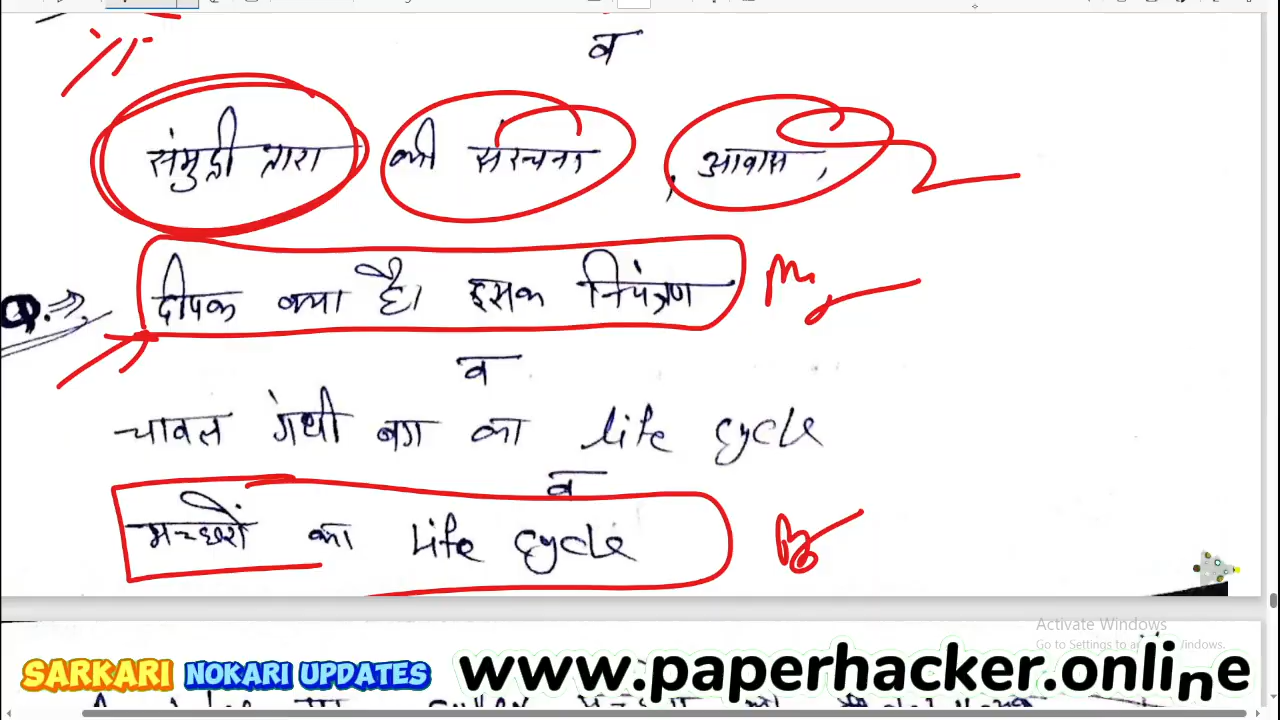 व
संमुद्री तारा की संरचना , आवास ,
Q. ⇒ दीपक क्या है। इसक नियंत्रण
व
चावल गंधी बग का life cycle
व
मच्छरों का life cycle
Activate Windows
Go to Settings to a Windows.
SARKARI NOKARI UPDATES
www.paperhacker.online